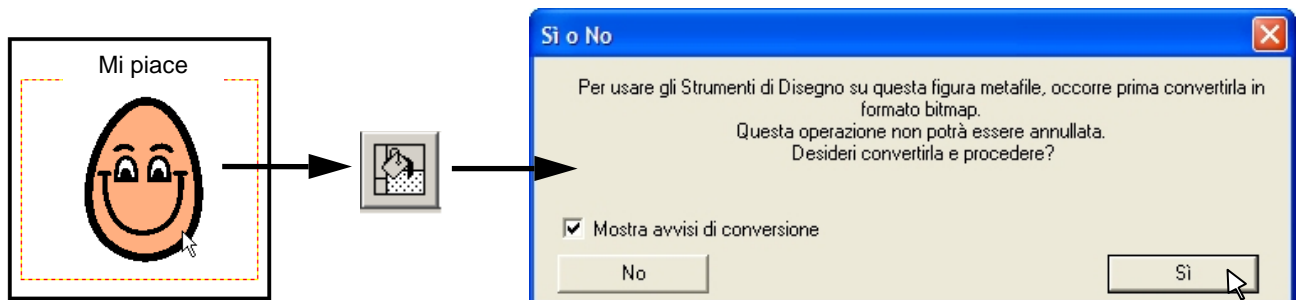 Mi piace
Sì o No
Per usare gli Strumenti di Disegno su questa figura metafile, occorre prima convertirla in
formato bitmap.
Questa operazione non potrà essere annullata.
Desideri convertirla e procedere?
Mostra avvisi di conversione
No
Sì